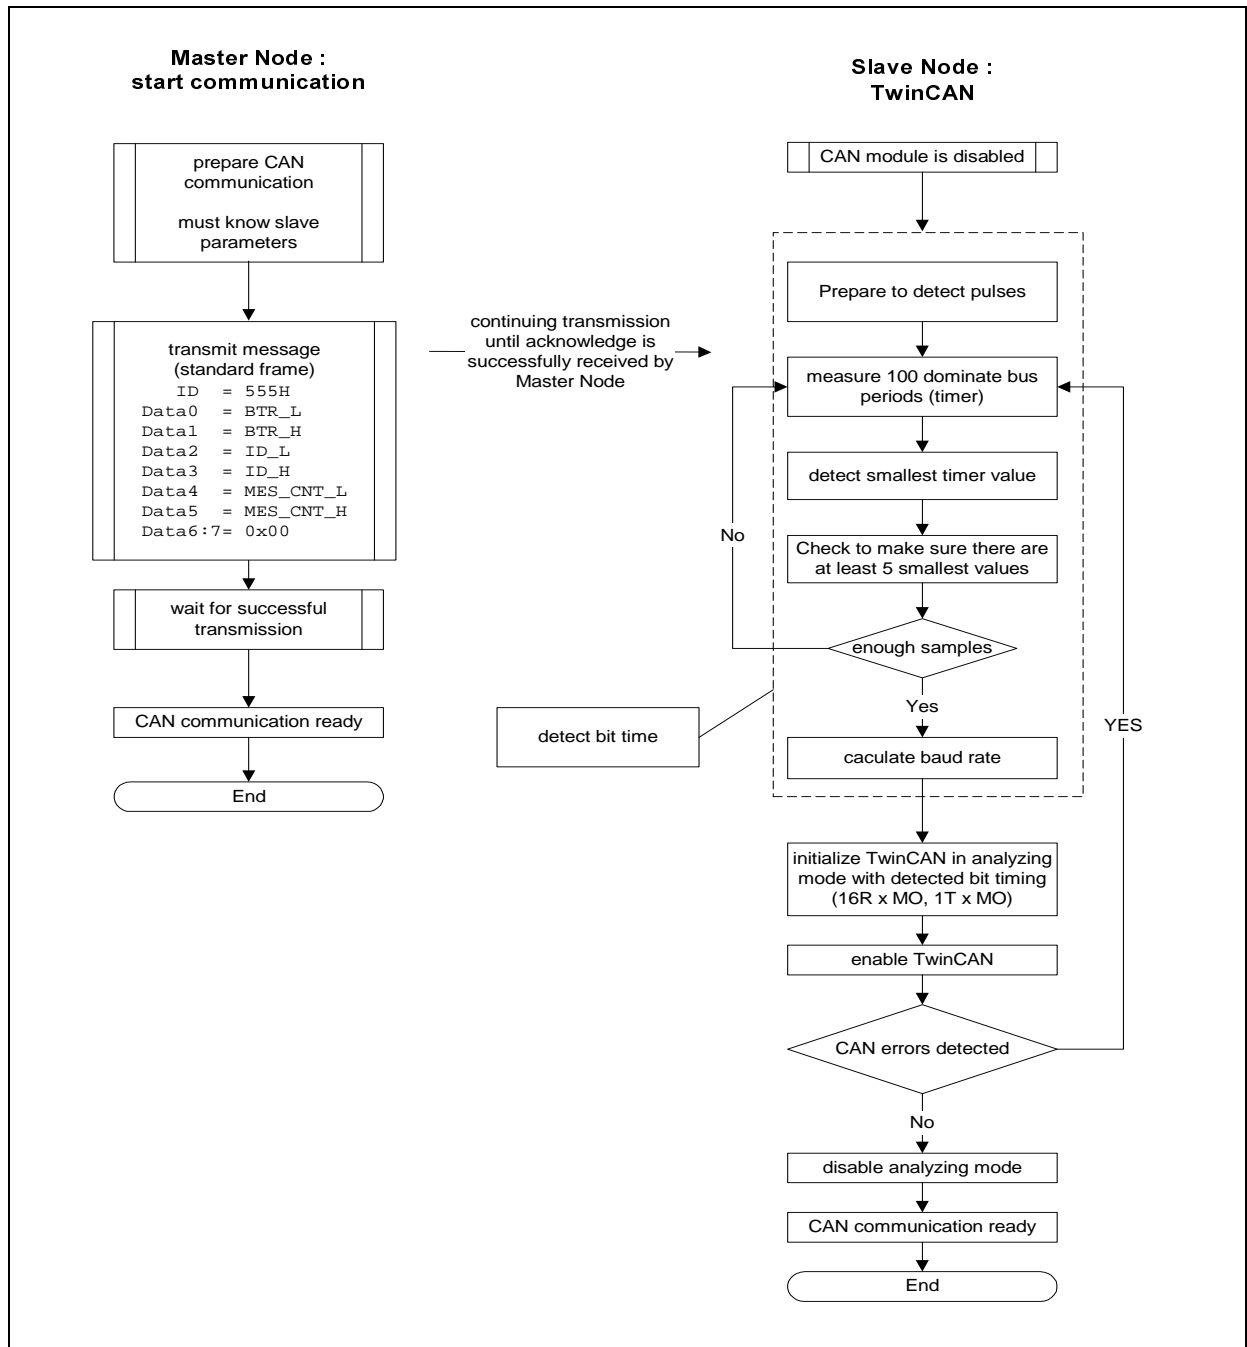 Master Node :
start communication
prepare CAN
communication
must know slave
parameters
transmit message
(standard frame)
ID = 555H
Data0 = BTR_L
Data1 = BTR_H
Data2 = ID_L
Data3 = ID_H
Data4 = MES_CNT_L
Data5 = MES_CNT_H
Data6:7= 0x00
wait for successful
transmission
CAN communication ready
End
continuing transmission
until acknowledge is
successfully received by
Master Node
Slave Node :
TwinCAN
CAN module is disabled
Prepare to detect pulses
measure 100 dominate bus
periods (timer)
detect smallest timer value
Check to make sure there are
at least 5 smallest values
enough samples
No
Yes
detect bit time
caculate baud rate
initialize TwinCAN in analyzing
mode with detected bit timing
(16R x MO, 1T x MO)
enable TwinCAN
CAN errors detected
YES
No
disable analyzing mode
CAN communication ready
End